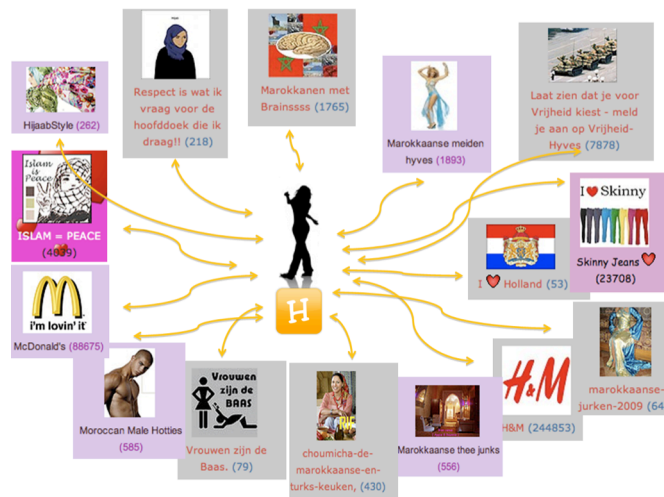 HijaabStyle (262)
Respect is wat ik
vraag voor de
hoofddoek die ik
draag!! (218)
Marokkanen met
Brainssss (1765)
Marokkaanse meiden
hyves (1893)
Laat zien dat je voor
Vrijheid kiest - meld
je aan op Vrijheid-
Hyves (7878)
Islam
is
Peace
ISLAM = PEACE
(4839)
I ❤ Skinny
Skinny Jeans ❤
(23708)
I ❤ Holland (53)
i'm lovin' it
McDonald's (88675)
H
H&M
H&M (244853)
marokkaanse-
jurken-2009 (64
Moroccan Male Hotties
(585)
Vrouwen
zijn de
BAAS
Vrouwen zijn de
Baas. (79)
choumicha-de-
marokkaanse-en-
turks-keuken, (430)
Marokkaanse thee junks
(556)